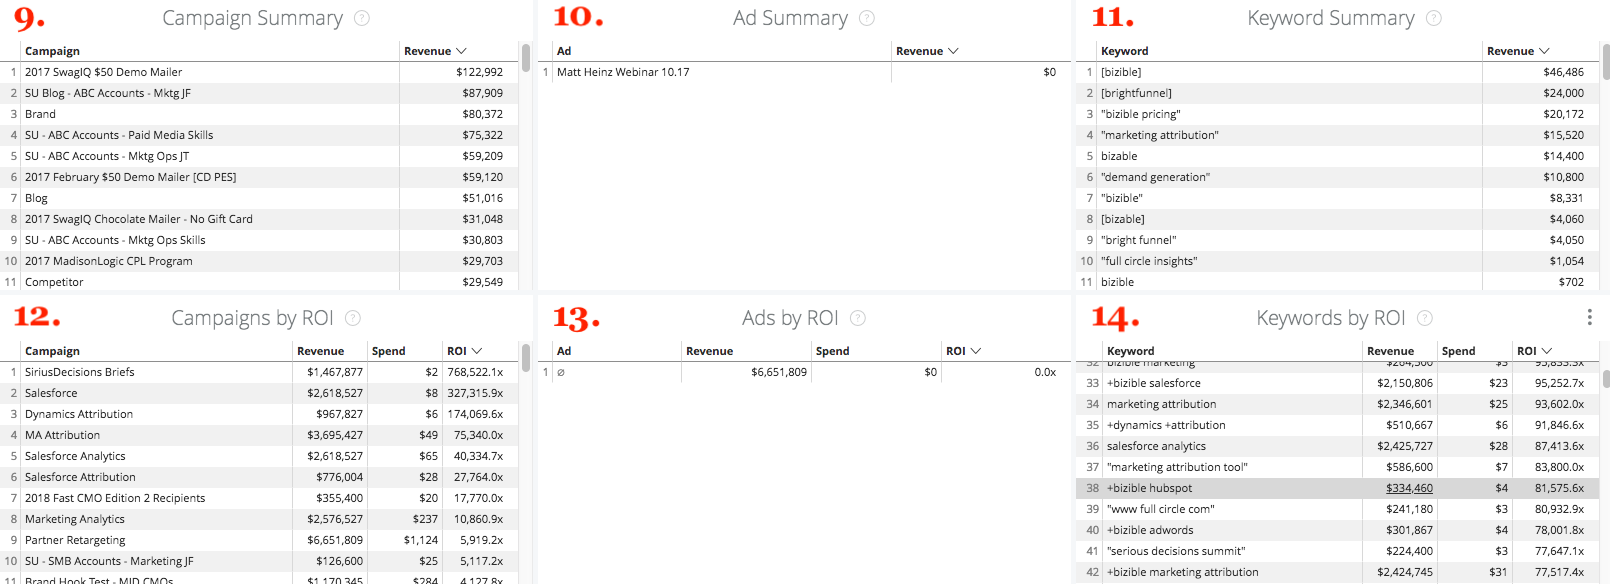 9. Campaign Summary ?
Campaign Revenue
1 2017 SwagIQ $50 Demo Mailer $122,992
2 SU Blog - ABC Accounts - Mktg JF $87,909
3 Brand $80,372
4 SU - ABC Accounts - Paid Media Skills $75,322
5 SU - ABC Accounts - Mktg Ops JT $59,209
6 2017 February $50 Demo Mailer [CD PES] $59,120
7 Blog $51,016
8 2017 SwagIQ Chocolate Mailer - No Gift Card $31,048
9 SU - ABC Accounts - Mktg Ops Skills $30,803
10 2017 MadisonLogic CPL Program $29,703
11 Competitor $29,549
10. Ad Summary ?
Ad Revenue
1 Matt Heinz Webinar 10.17 $0
11. Keyword Summary ?
Keyword Revenue
1 [bizible] $46,486
2 [brightfunnel] $24,000
3 "bizible pricing" $20,172
4 "marketing attribution" $15,520
5 bizable $14,400
6 "demand generation" $10,800
7 "bizible" $8,331
8 [bizable] $4,060
9 "bright funnel" $4,050
10 "full circle insights" $1,054
11 bizible $702
12. Campaigns by ROI ?
Campaign Revenue Spend ROI
1 SiriusDecisions Briefs $1,467,877 $2 768,522.1x
2 Salesforce $2,618,527 $8 327,315.9x
3 Dynamics Attribution $967,827 $6 174,069.6x
4 MA Attribution $3,695,427 $49 75,340.0x
5 Salesforce Analytics $2,618,527 $65 40,334.7x
6 Salesforce Attribution $776,004 $28 27,764.0x
7 2018 Fast CMO Edition 2 Recipients $355,400 $20 17,770.0x
8 Marketing Analytics $2,576,527 $237 10,860.9x
9 Partner Retargeting $6,651,809 $1,124 5,919.2x
10 SU - SMB Accounts - Marketing JF $126,600 $25 5,117.2x
11 Brand Hook Test - MID CMOs $1,170,345 $284 4,127.8x
13. Ads by ROI ?
Ad Revenue Spend ROI
1 ∅ $6,651,809 $0 0.0x
14. Keywords by ROI ?
Keyword Revenue Spend ROI
32 bizible marketing
33 +bizible salesforce $2,150,806 $23 95,252.7x
34 marketing attribution $2,346,601 $25 93,602.0x
35 +dynamics +attribution $510,667 $6 91,846.6x
36 salesforce analytics $2,425,727 $28 87,413.6x
37 "marketing attribution tool" $586,600 $7 83,800.0x
38 +bizible hubspot $334,460 $4 81,575.6x
39 "www full circle com" $241,180 $3 80,932.9x
40 +bizible adwords $301,867 $4 78,001.8x
41 "serious decisions summit" $224,400 $3 77,647.1x
42 +bizible marketing attribution $2,424,745 $31 77,517.4x